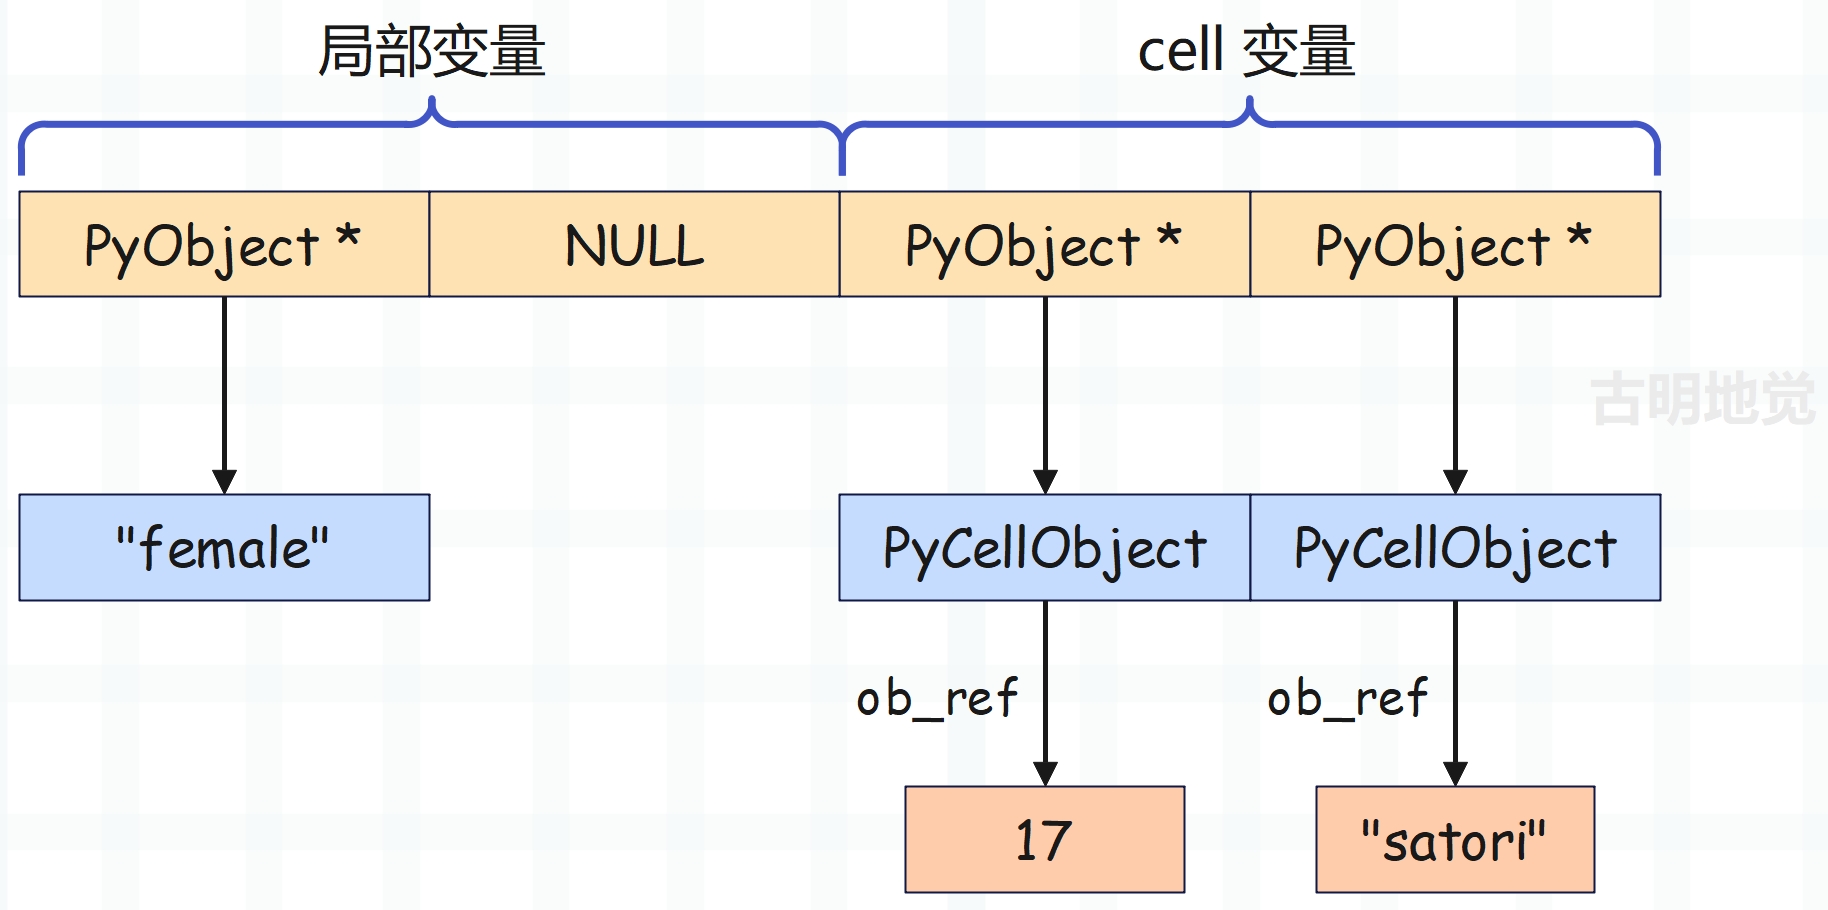 局部变量 cell 变量
PyObject * NULL PyObject * PyObject *
古明地觉
"female" PyCellObject PyCellObject
ob_ref ob_ref
17 "satori"